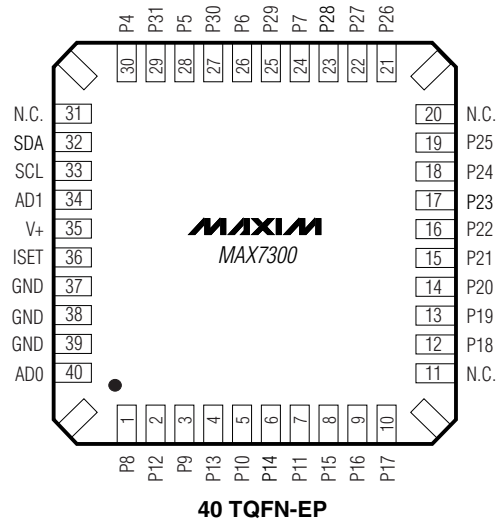 P4 P31 P5 P30 P6 P29 P7 P28 P27 P26
30 29 28 27 26 25 24 23 22 21
N.C. 31
SDA 32
SCL 33
AD1 34
V+ 35
ISET 36
GND 37
GND 38
GND 39
AD0 40
MAXIM
MAX7300
20 N.C.
19 P25
18 P24
17 P23
16 P22
15 P21
14 P20
13 P19
12 P18
11 N.C.
1 2 3 4 5 6 7 8 9 10
P8 P12 P9 P13 P10 P14 P11 P15 P16 P17
40 TQFN-EP